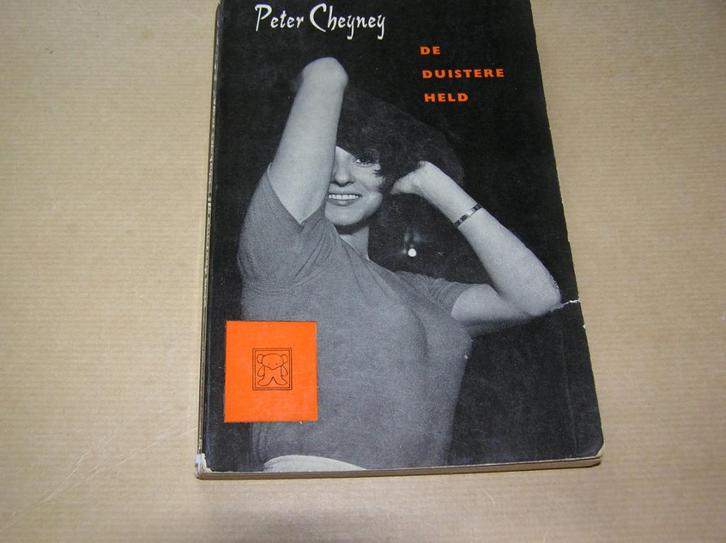 Peter Cheyney
DE
DUISTERE
HELD